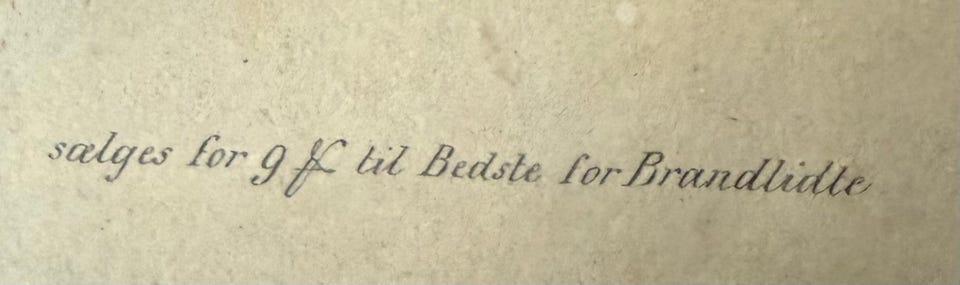 sælges for 9 ß til Bedste for Brandlidte